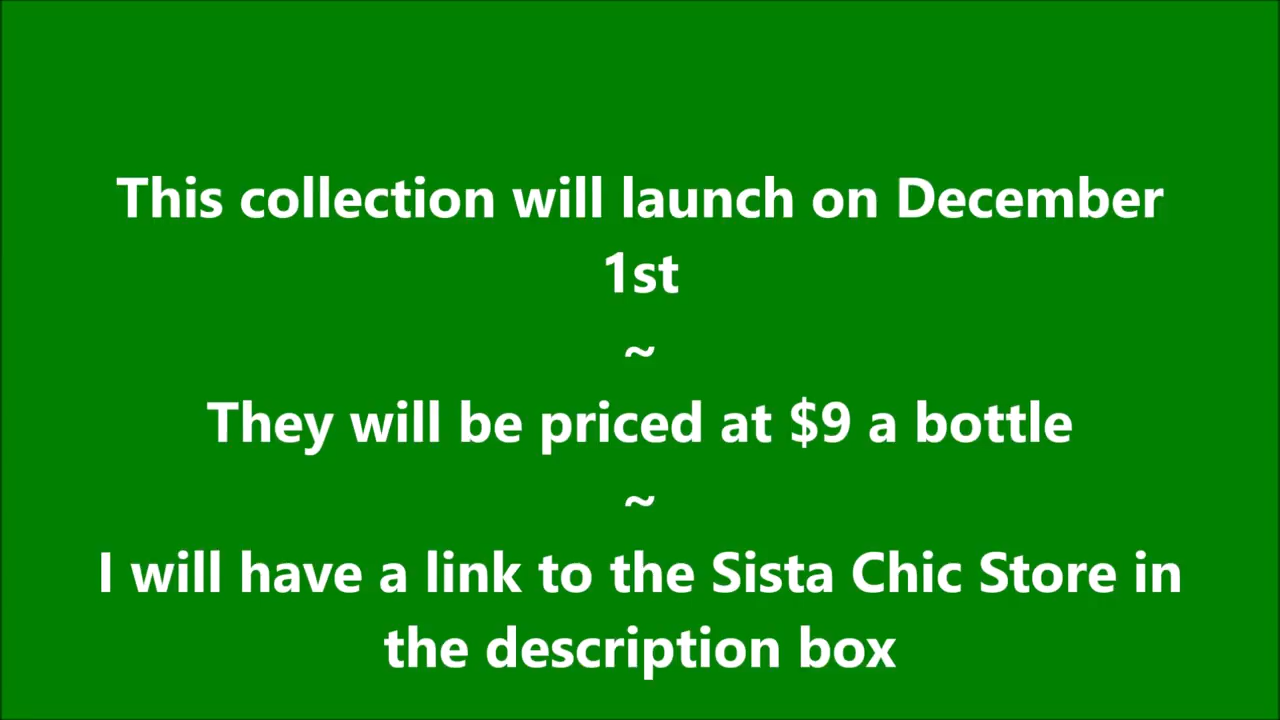 This collection will launch on December
1st
~
They will be priced at $9 a bottle
~
I will have a link to the Sista Chic Store in
the description box